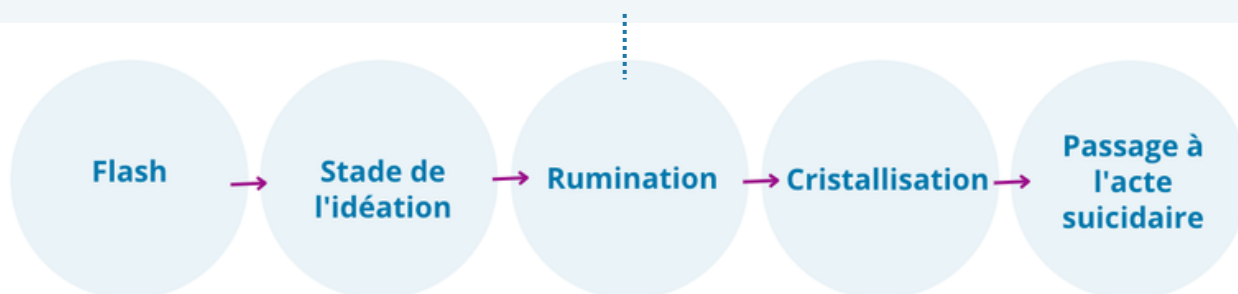 Flash
Stade de
l'idéation
Rumination
Cristallisation
Passage à
l'acte
suicidaire